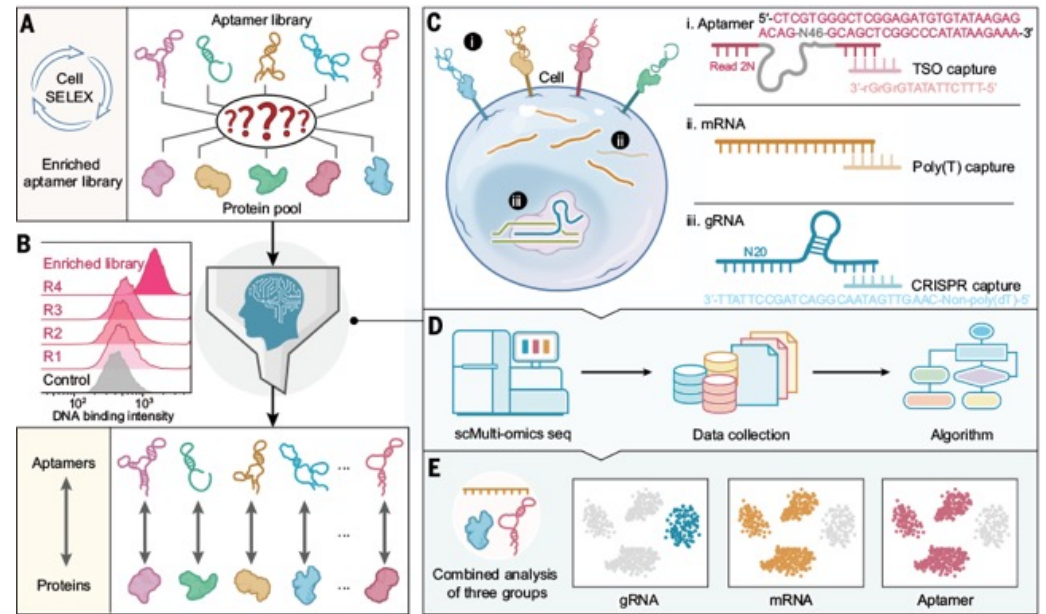 A
Aptamer library
Cell
SELEX
?????
Enriched
aptamer library
Protein pool
B
Enriched library
R4
R3
R2
R1
Control
10² 10³
DNA binding intensity
Aptamers
...
...
Proteins
...
C
i
Cell
ii
iii
i. Aptamer
5'-CTCGTGGGCTCGGAGATGTGTATAAGAG
ACAG-N46-GCAGCTCGGCCCATATAAGAAA-3'
Read 2N
TSO capture
3'-rGrGrGTATATTCTTT-5'
ii. mRNA
Poly(T) capture
iii. gRNA
N20
CRISPR capture
3'-TTATTCCGATCAGGCAATAGTTGAAC-Non-poly(dT)-5'
D
scMulti-omics seq
Data collection
Algorithm
E
Combined analysis
of three groups
gRNA
mRNA
Aptamer